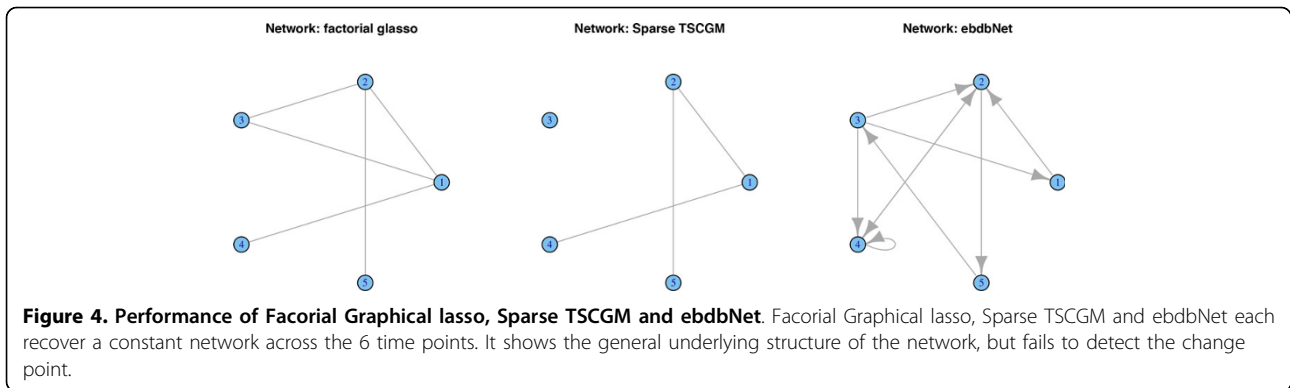 Network: factorial glasso
Network: Sparse TSCGM
Network: ebdbNet
2
3
1
4
5
2
3
1
4
5
2
3
1
4
5
Figure 4. Performance of Facorial Graphical lasso, Sparse TSCGM and ebdbNet. Facorial Graphical lasso, Sparse TSCGM and ebdbNet each
recover a constant network across the 6 time points. It shows the general underlying structure of the network, but fails to detect the change
point.